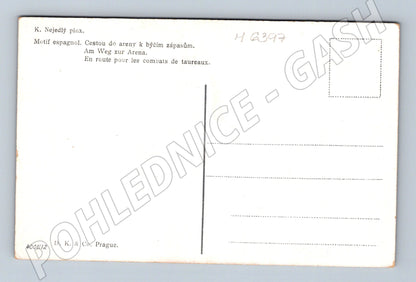 K. Nejedlý pinx.
M 2347
Motif espagnol. Cestou do areny k býčím zápasům.
Am Weg zur Arena.
En route pour les combats de taureaux.
POHLEDNICE - GASH
D. K. & Co. Prague.